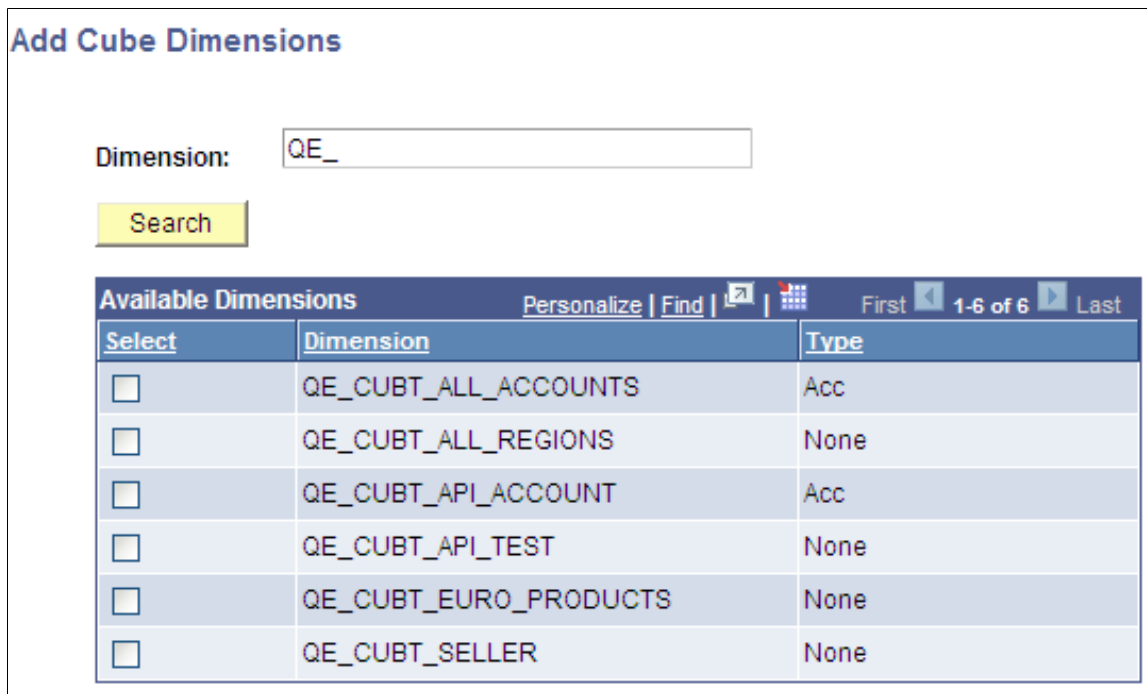 Add Cube Dimensions
Dimension: QE_
Search
Available Dimensions Personalize | Find | | First 1-6 of 6 Last
Select Dimension Type
QE_CUBT_ALL_ACCOUNTS Acc
QE_CUBT_ALL_REGIONS None
QE_CUBT_API_ACCOUNT Acc
QE_CUBT_API_TEST None
QE_CUBT_EURO_PRODUCTS None
QE_CUBT_SELLER None